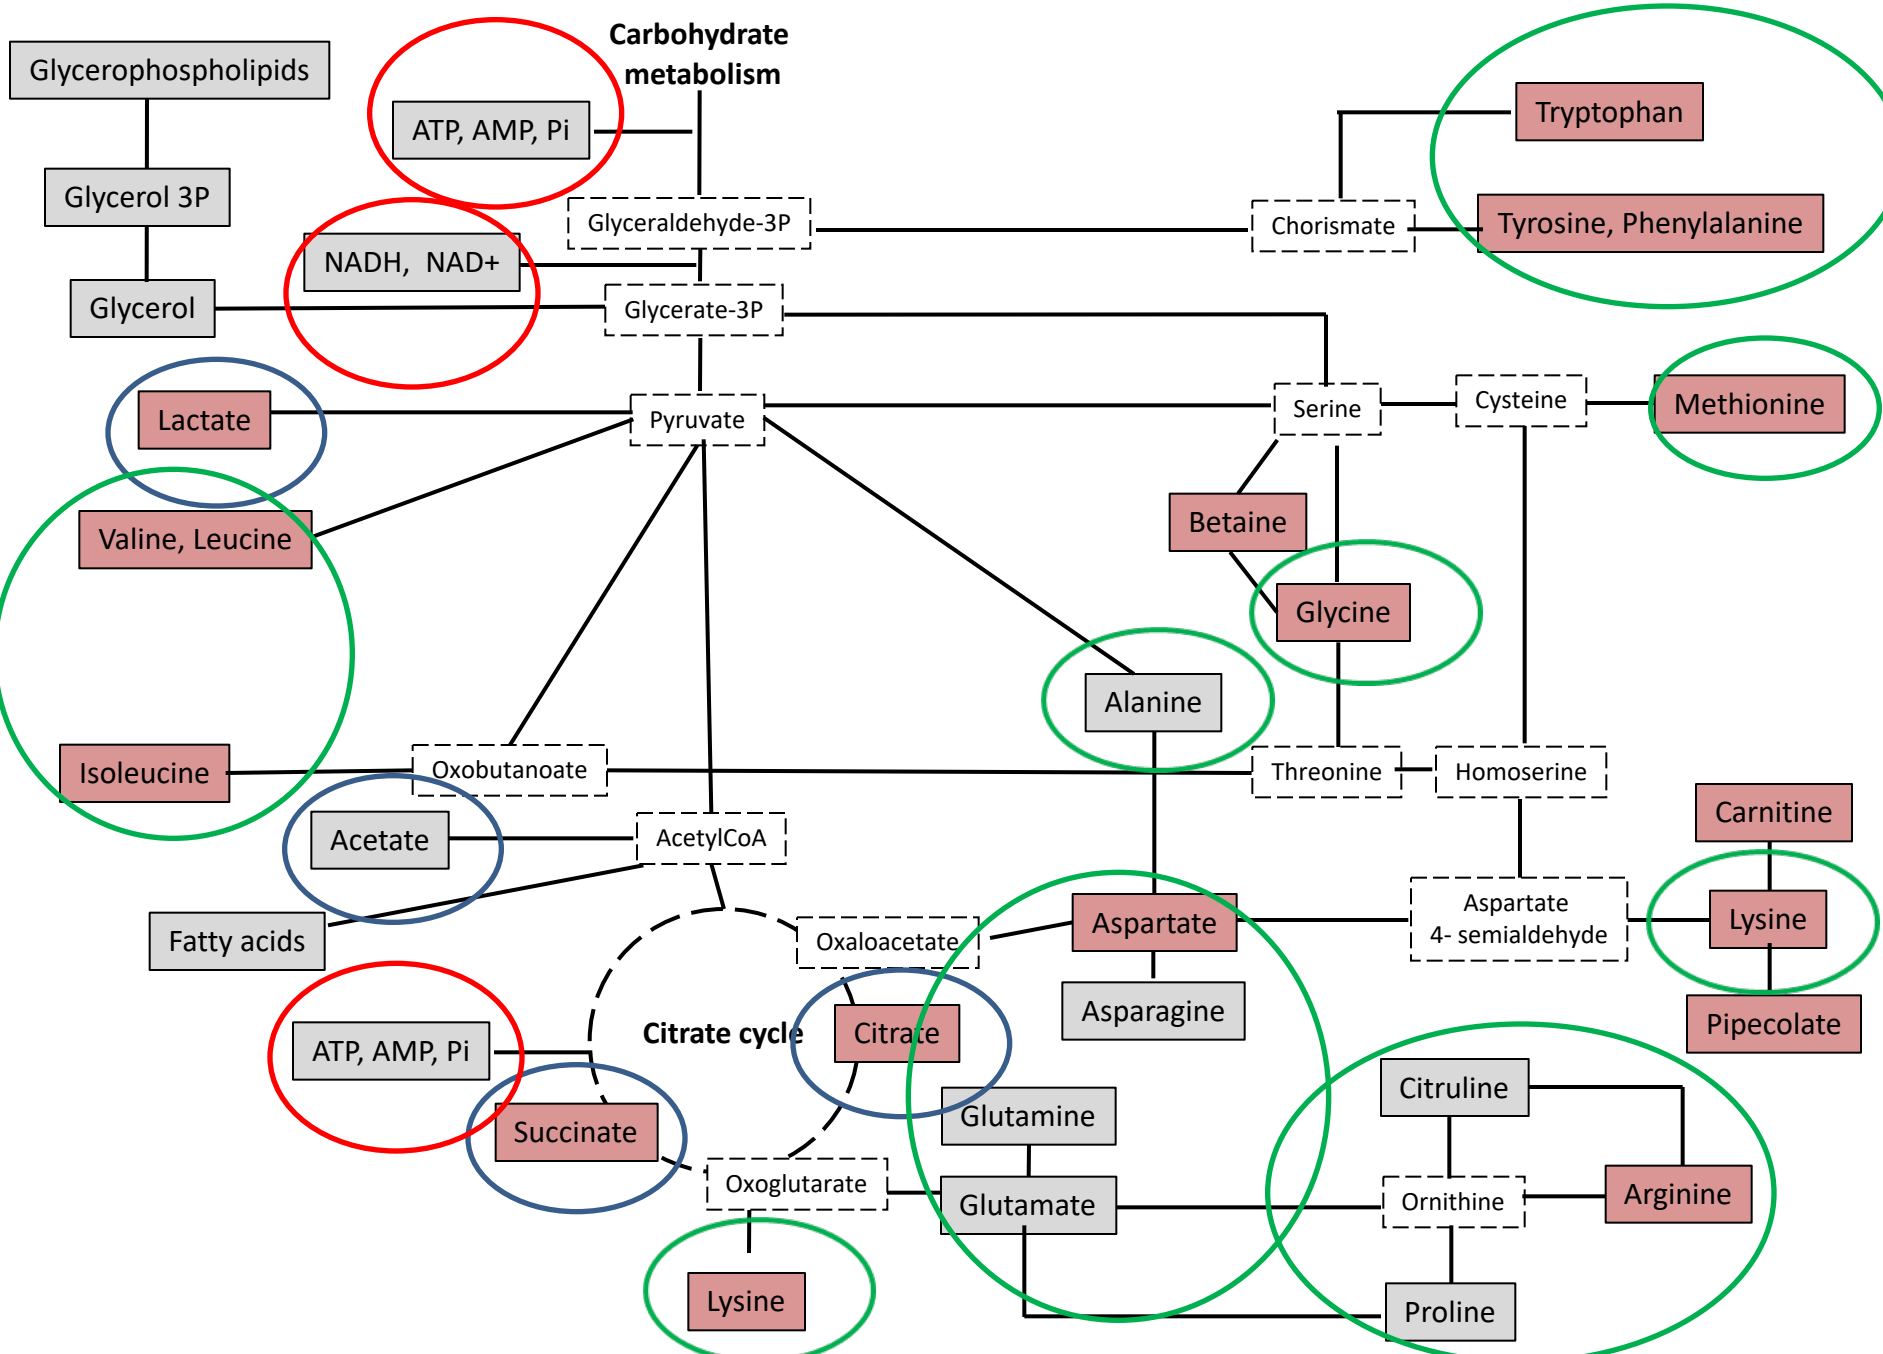 Carbohydrate
metabolism
Glycerophospholipids
ATP, AMP, Pi
Tryptophan
Glycerol 3P
Glyceraldehyde-3P
Chorismate
Tyrosine, Phenylalanine
NADH, NAD+
Glycerol
Glycerate-3P
Lactate
Pyruvate
Serine
Cysteine
Methionine
Valine, Leucine
Betaine
Glycine
Alanine
Isoleucine
Oxobutanoate
Threonine
Homoserine
Acetate
AcetylCoA
Carnitine
Fatty acids
Oxaloacetate
Aspartate
Aspartate
4- semialdehyde
Lysine
ATP, AMP, Pi
Citrate cycle
Citrate
Asparagine
Pipecolate
Succinate
Glutamine
Citruline
Oxoglutarate
Glutamate
Ornithine
Arginine
Lysine
Proline